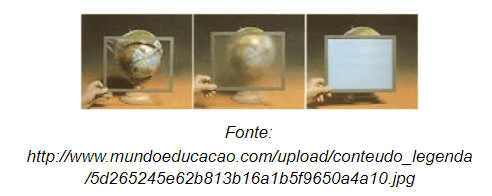 Fonte:
http://www.mundoeducacao.com/upload/conteudo_legenda
/5d265245e62b813b16a1b5f9650a4a10.jpg